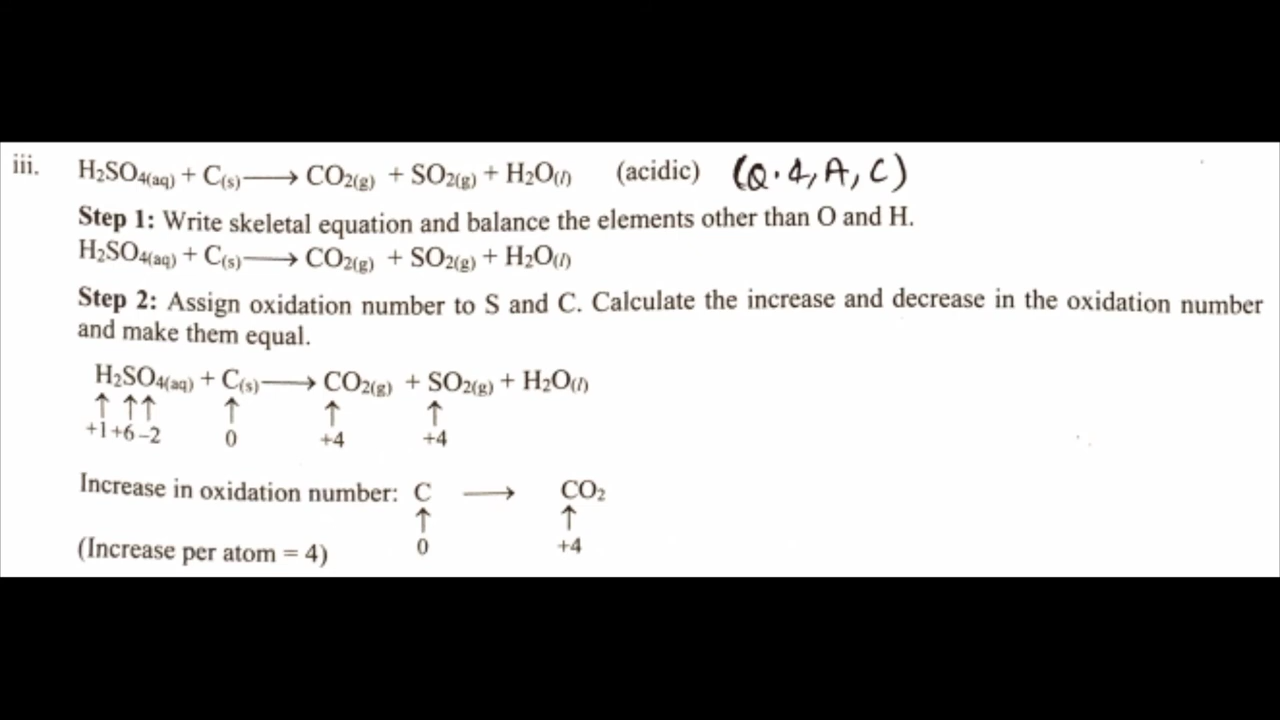 iii. H₂SO₄(aq) + C(s) ⟶ CO₂(g) + SO₂(g) + H₂O(l) (acidic) (Q.4, A, C)
Step 1: Write skeletal equation and balance the elements other than O and H.
H₂SO₄(aq) + C(s) ⟶ CO₂(g) + SO₂(g) + H₂O(l)
Step 2: Assign oxidation number to S and C. Calculate the increase and decrease in the oxidation number
and make them equal.
H₂SO₄(aq) + C(s) ⟶ CO₂(g) + SO₂(g) + H₂O(l)
↑ ↑↑ ↑ ↑ ↑
+1 +6 –2 0 +4 +4
Increase in oxidation number: C ⟶ CO₂
↑ ↑
(Increase per atom = 4) 0 +4